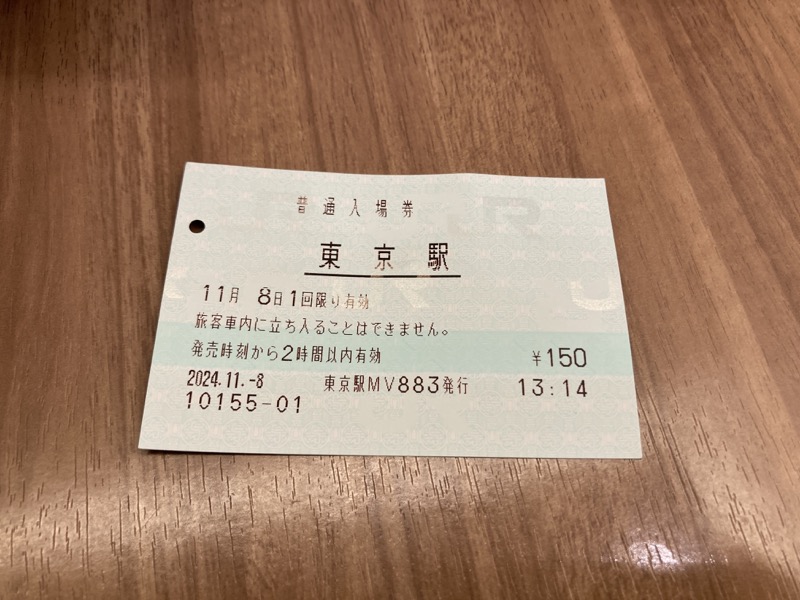 普通入場券
東京駅
11月 8日1回限り有効
旅客車内に立ち入ることはできません。
発売時刻から2時間以内有効 ¥150
2024.11.-8 東京駅MV883発行 13:14
10155-01